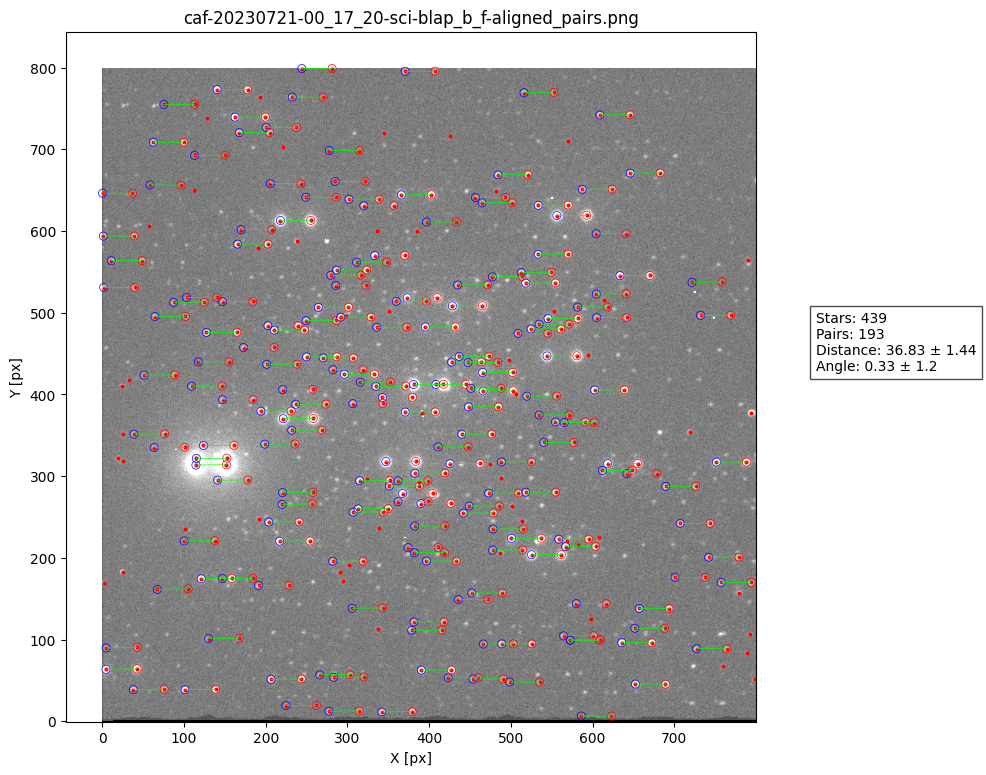 caf-20230721-00_17_20-sci-blap_b_f-aligned_pairs.png
800
700
600
500
400
300
200
100
0
Y [px]
Stars: 439
Pairs: 193
Distance: 36.83 ± 1.44
Angle: 0.33 ± 1.2
0 100 200 300 400 500 600 700
X [px]